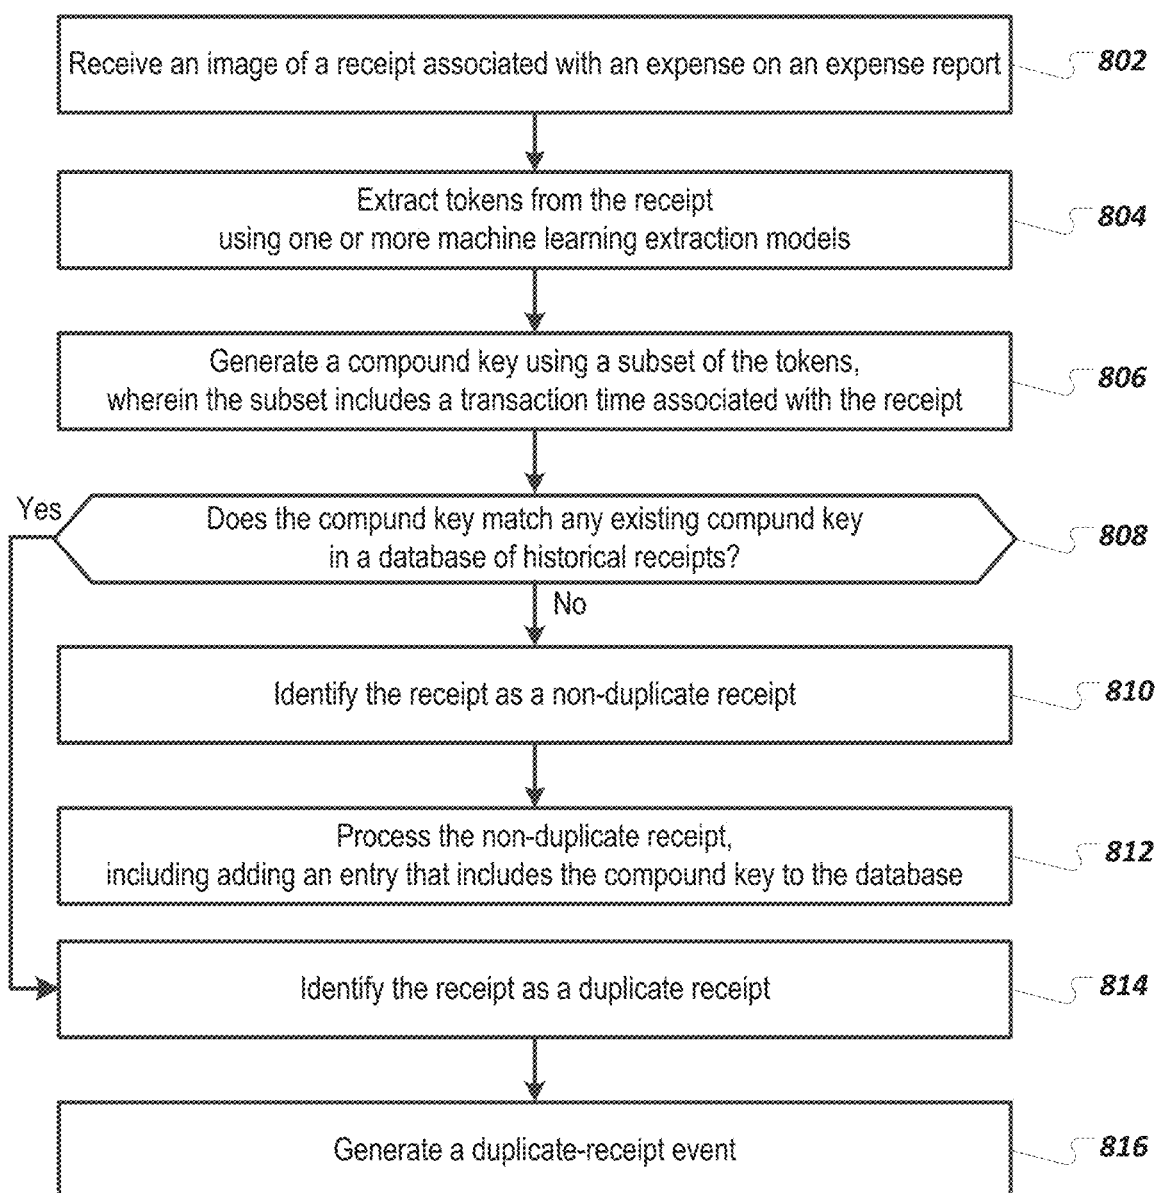 Receive an image of a receipt associated with an expense on an expense report
802
Extract tokens from the receipt
using one or more machine learning extraction models
804
Generate a compound key using a subset of the tokens,
wherein the subset includes a transaction time associated with the receipt
806
Yes
Does the compund key match any existing compund key
in a database of historical receipts?
808
No
Identify the receipt as a non-duplicate receipt
810
Process the non-duplicate receipt,
including adding an entry that includes the compound key to the database
812
Identify the receipt as a duplicate receipt
814
Generate a duplicate-receipt event
816